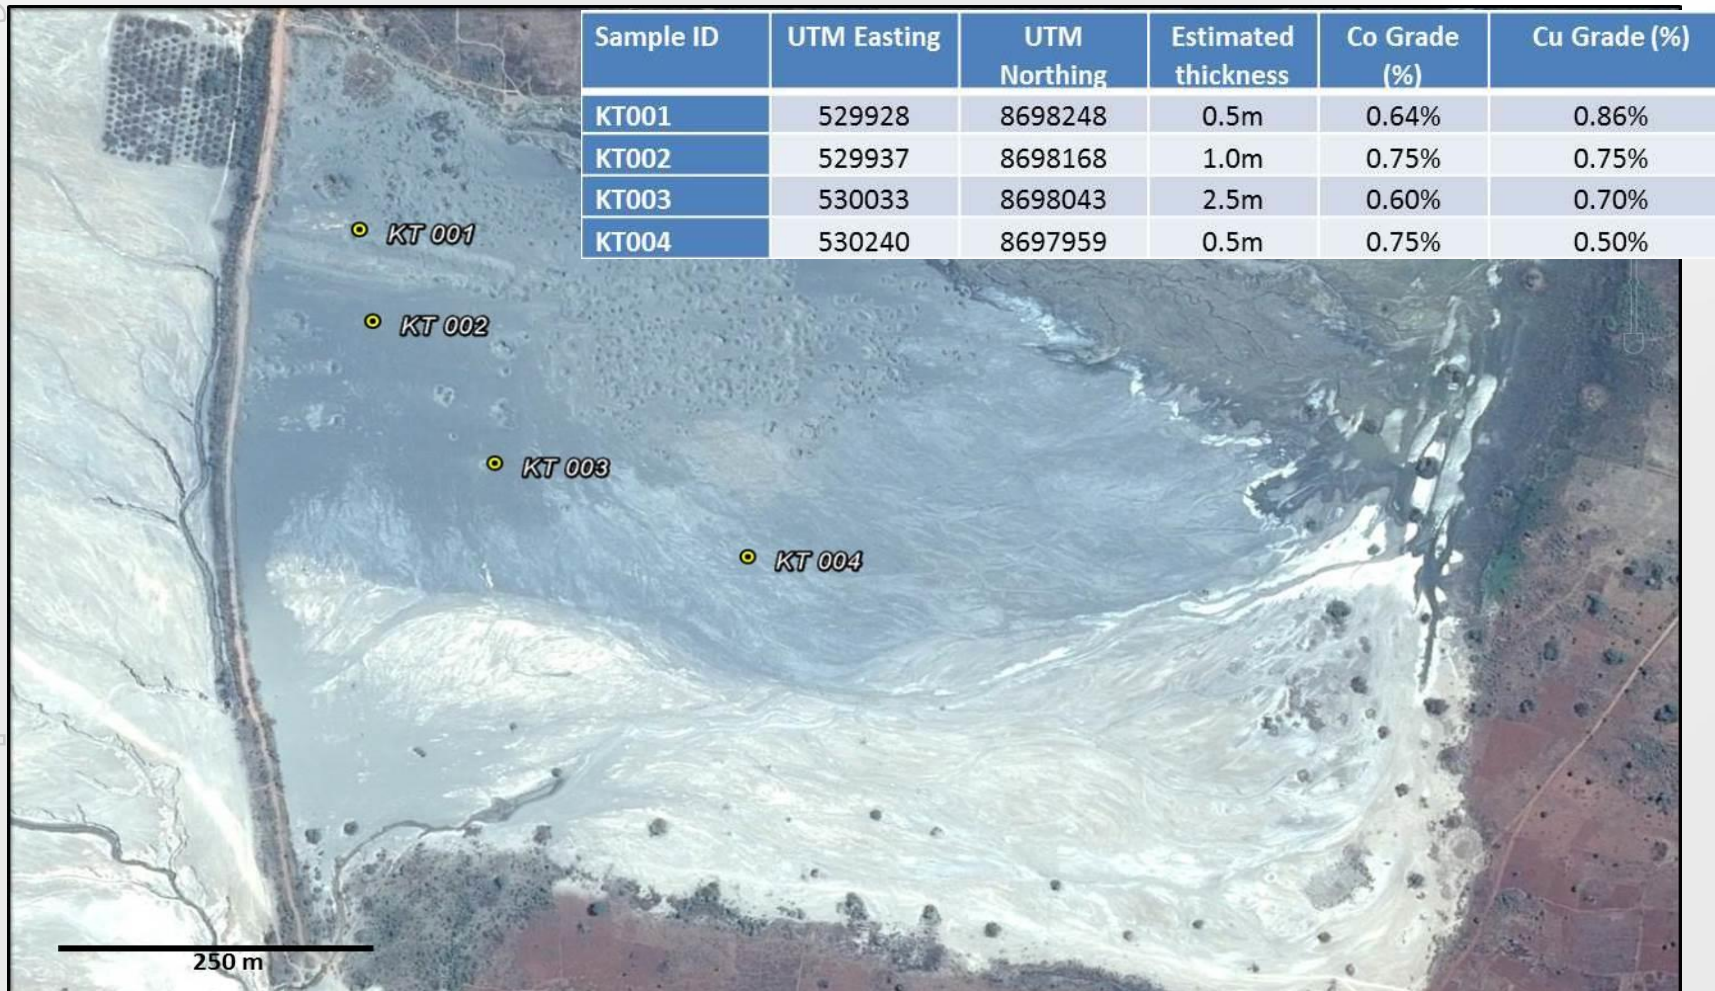 Sample ID UTM Easting UTM Northing Estimated thickness Co Grade (%) Cu Grade (%)
KT001 529928 8698248 0.5m 0.64% 0.86%
KT002 529937 8698168 1.0m 0.75% 0.75%
KT003 530033 8698043 2.5m 0.60% 0.70%
KT004 530240 8697959 0.5m 0.75% 0.50%
KT 001
KT 002
KT 003
KT 004
250 m